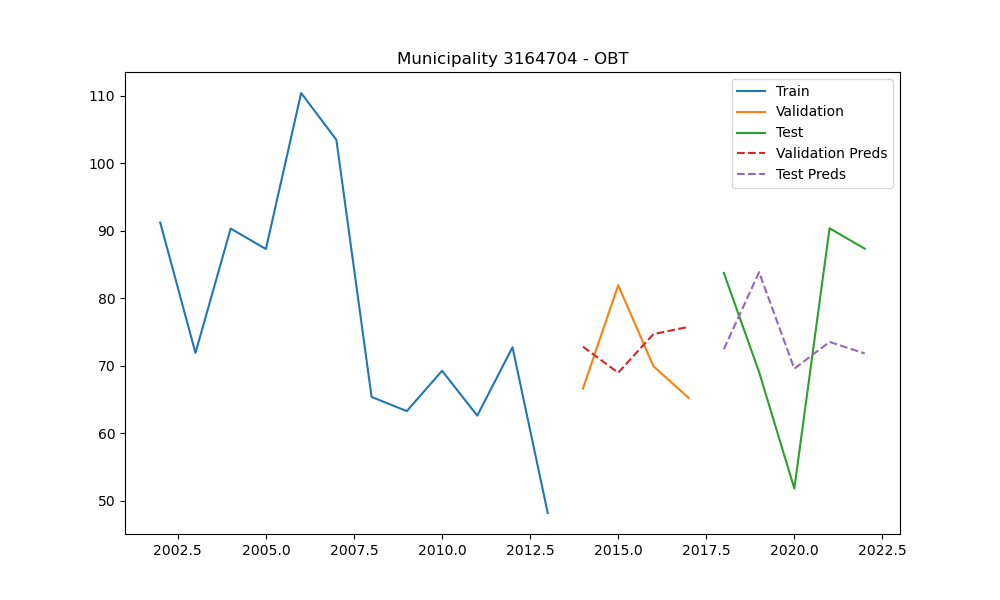 Municipality 3164704 - OBT
110
100
90
80
70
60
50
2002.5 2005.0 2007.5 2010.0 2012.5 2015.0 2017.5 2020.0 2022.5
Train
Validation
Test
Validation Preds
Test Preds